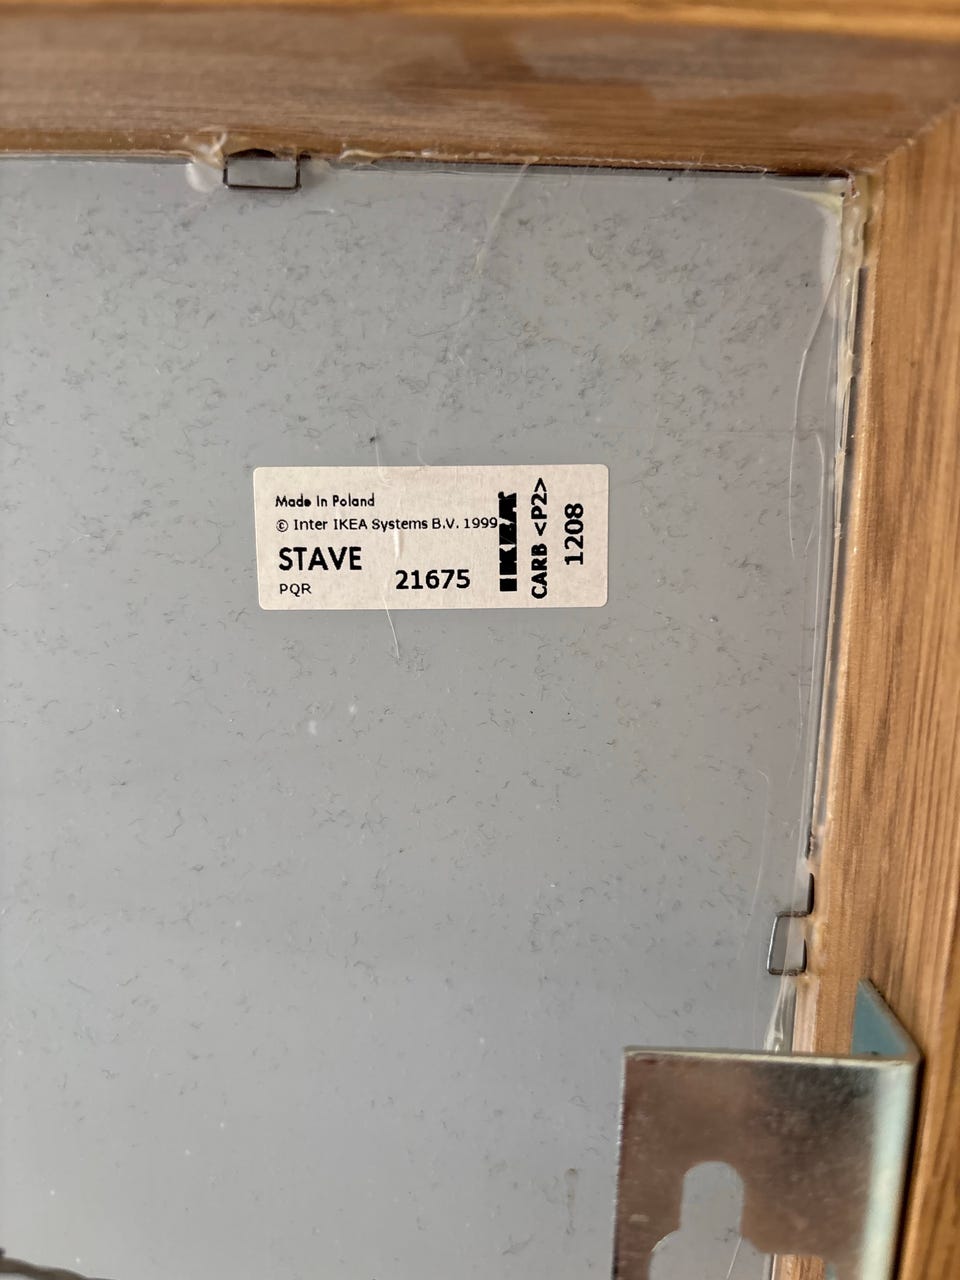 Made In Poland
© Inter IKEA Systems B.V. 1999
STAVE
PQR
21675
IKEA
CARB <P2>
1208